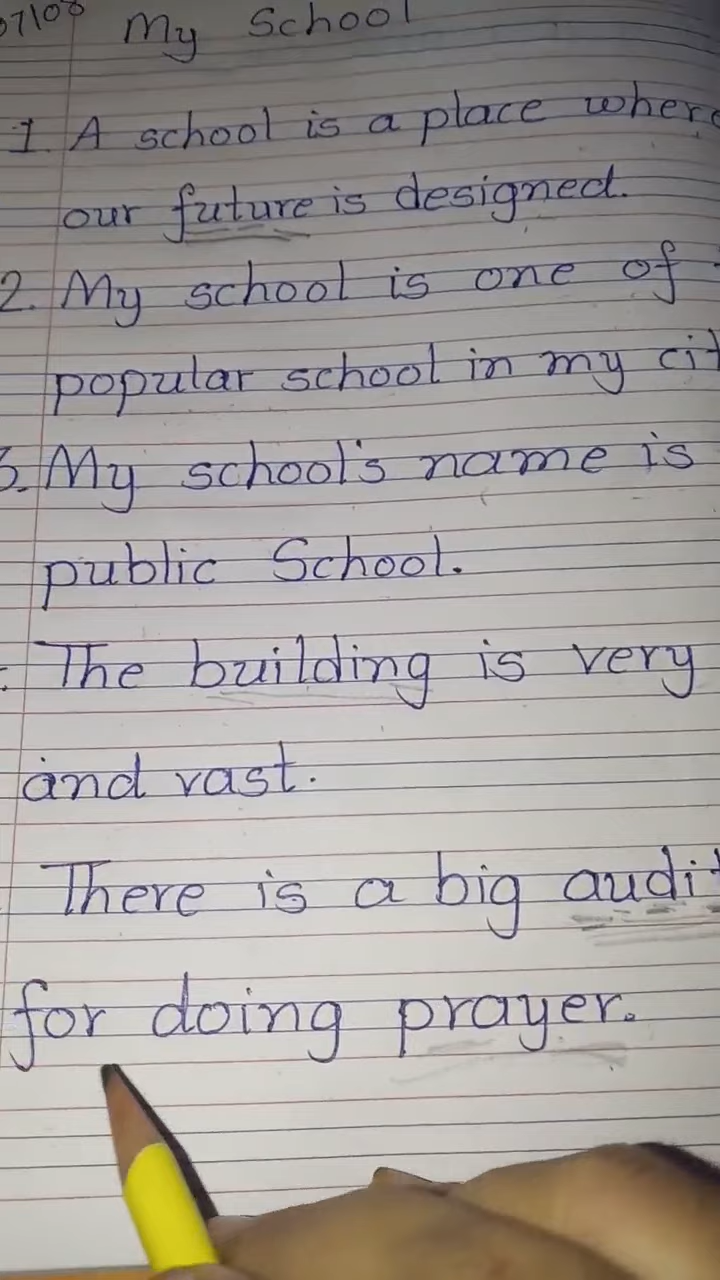 My School
1. A school is a place where
our future is designed.
2. My school is one of
popular school in my
3. My school's name is
public School.
The building is very
and vast.
There is a big
for doing prayer.